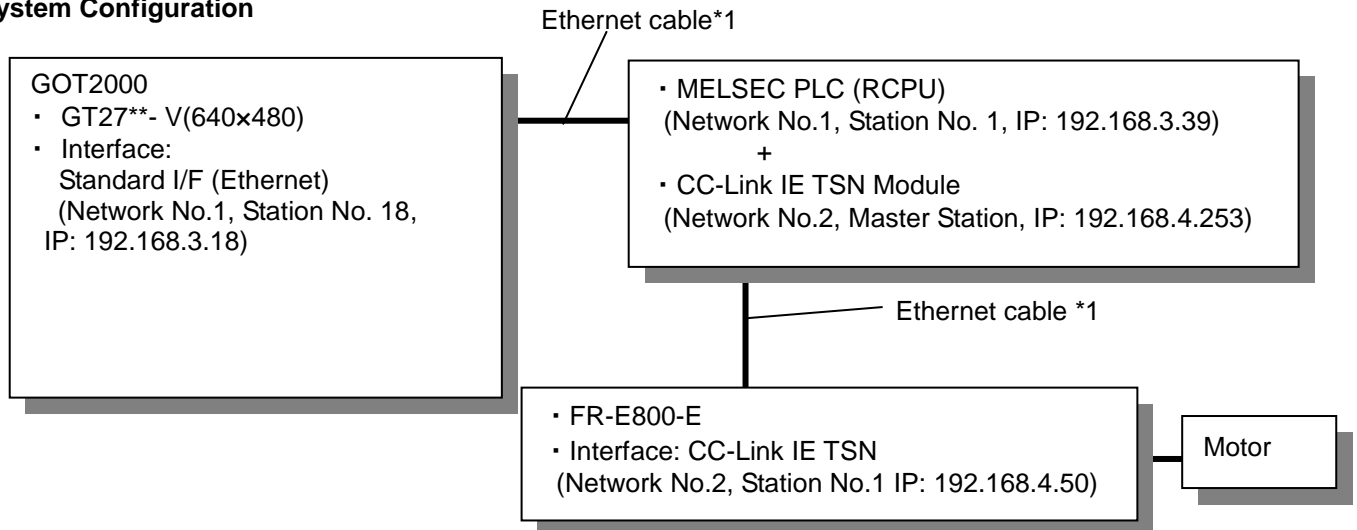 ystem Configuration
Ethernet cable*1
GOT2000
・ GT27**- V(640×480)
・ Interface:
Standard I/F (Ethernet)
(Network No.1, Station No. 18,
IP: 192.168.3.18)
・MELSEC PLC (RCPU)
(Network No.1, Station No. 1, IP: 192.168.3.39)
+
・CC-Link IE TSN Module
(Network No.2, Master Station, IP: 192.168.4.253)
Ethernet cable *1
・FR-E800-E
・Interface: CC-Link IE TSN
(Network No.2, Station No.1 IP: 192.168.4.50)
Motor